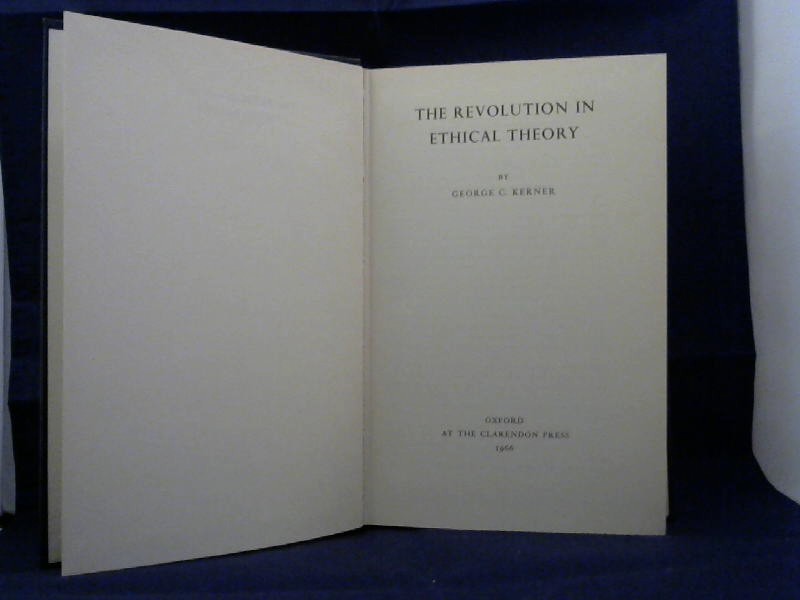 THE REVOLUTION IN
ETHICAL THEORY
BY
GEORGE C. KERNER
OXFORD
AT THE CLARENDON PRESS
1966